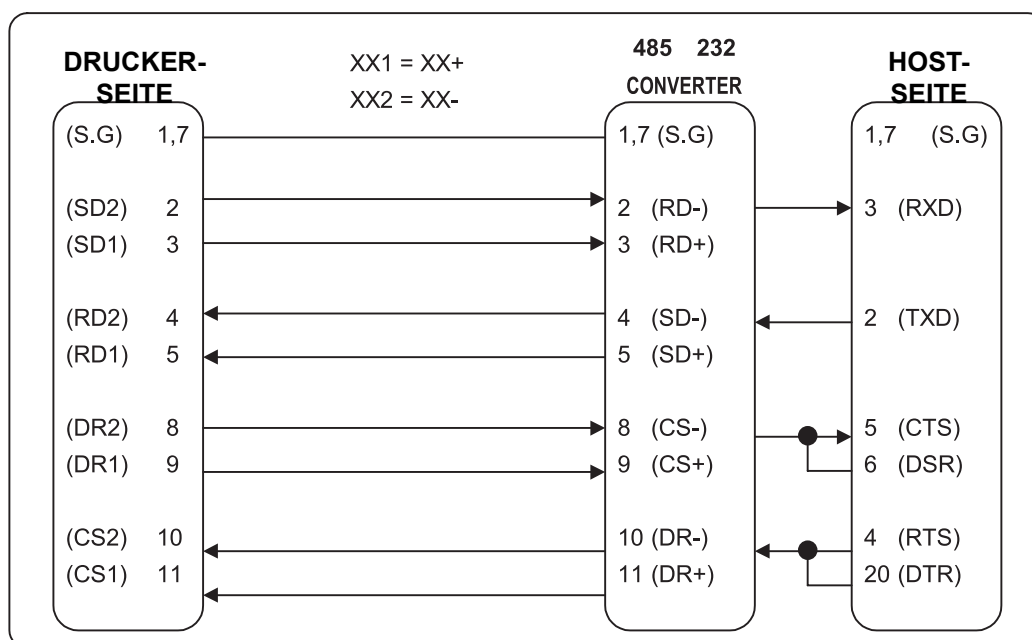 DRUCKER-
SEITE
XX1 = XX+
XX2 = XX-
485 232
CONVERTER
HOST-
SEITE
(S.G) 1,7
1,7 (S.G)
1,7 (S.G)
(SD2) 2
2 (RD-)
3 (RXD)
(SD1) 3
3 (RD+)
(RD2) 4
4 (SD-)
2 (TXD)
(RD1) 5
5 (SD+)
(DR2) 8
8 (CS-)
5 (CTS)
(DR1) 9
9 (CS+)
6 (DSR)
(CS2) 10
10 (DR-)
4 (RTS)
(CS1) 11
11 (DR+)
20 (DTR)